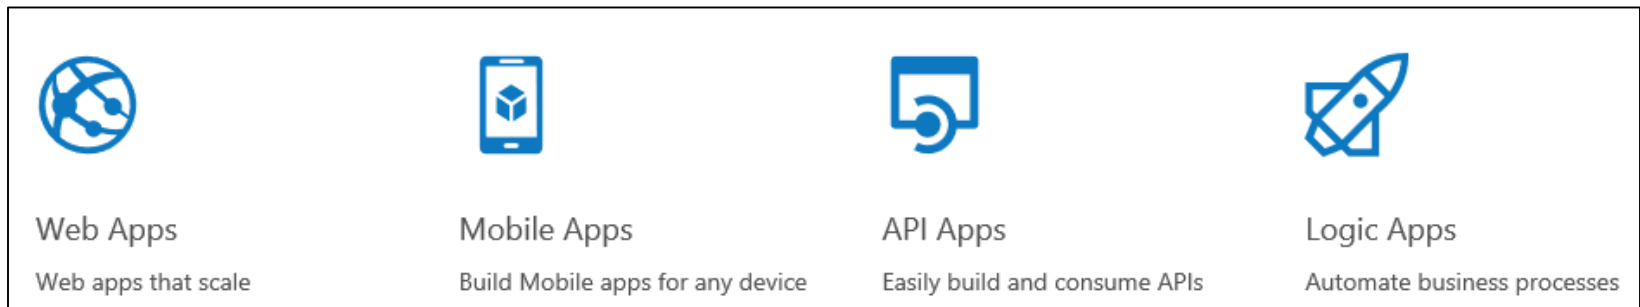 Web Apps
Mobile Apps
API Apps
Logic Apps
Web apps that scale
Build Mobile apps for any device
Easily build and consume APIs
Automate business processes